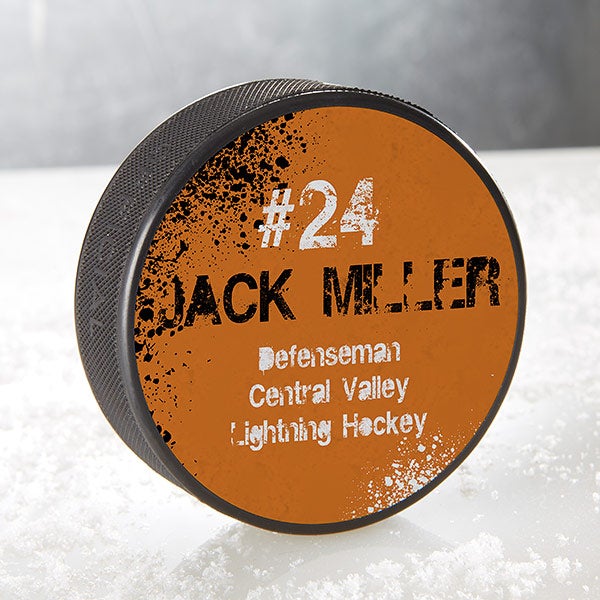 #24
JACK MILLER
Defenseman
Central Valley
Lightning Hockey